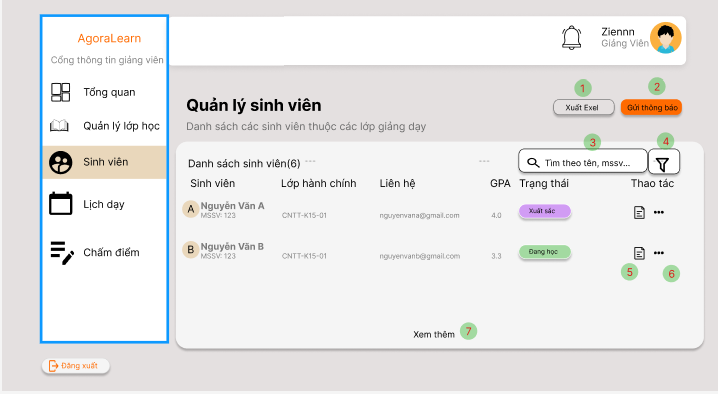 AgoraLearn
Cổng thông tin giảng viên
Tổng quan
Quản lý lớp học
Sinh viên
Lịch dạy
Chấm điểm
Đăng xuất
Ziennn
Giảng Viên
Quản lý sinh viên
Danh sách các sinh viên thuộc các lớp giảng dạy
1
Xuất Exel
2
Gửi thông báo
Danh sách sinh viên(6) ---
---
3
Tìm theo tên, mssv...
4
Sinh viên Lớp hành chính Liên hệ GPA Trạng thái Thao tác
A Nguyễn Văn A
MSSV: 123 CNTT-K15-01 nguyenvana@gmail.com 4.0 Xuất sắc
B Nguyễn Văn B
MSSV: 123 CNTT-K15-01 nguyenvanb@gmail.com 3.3 Đang học
5
6
Xem thêm 7